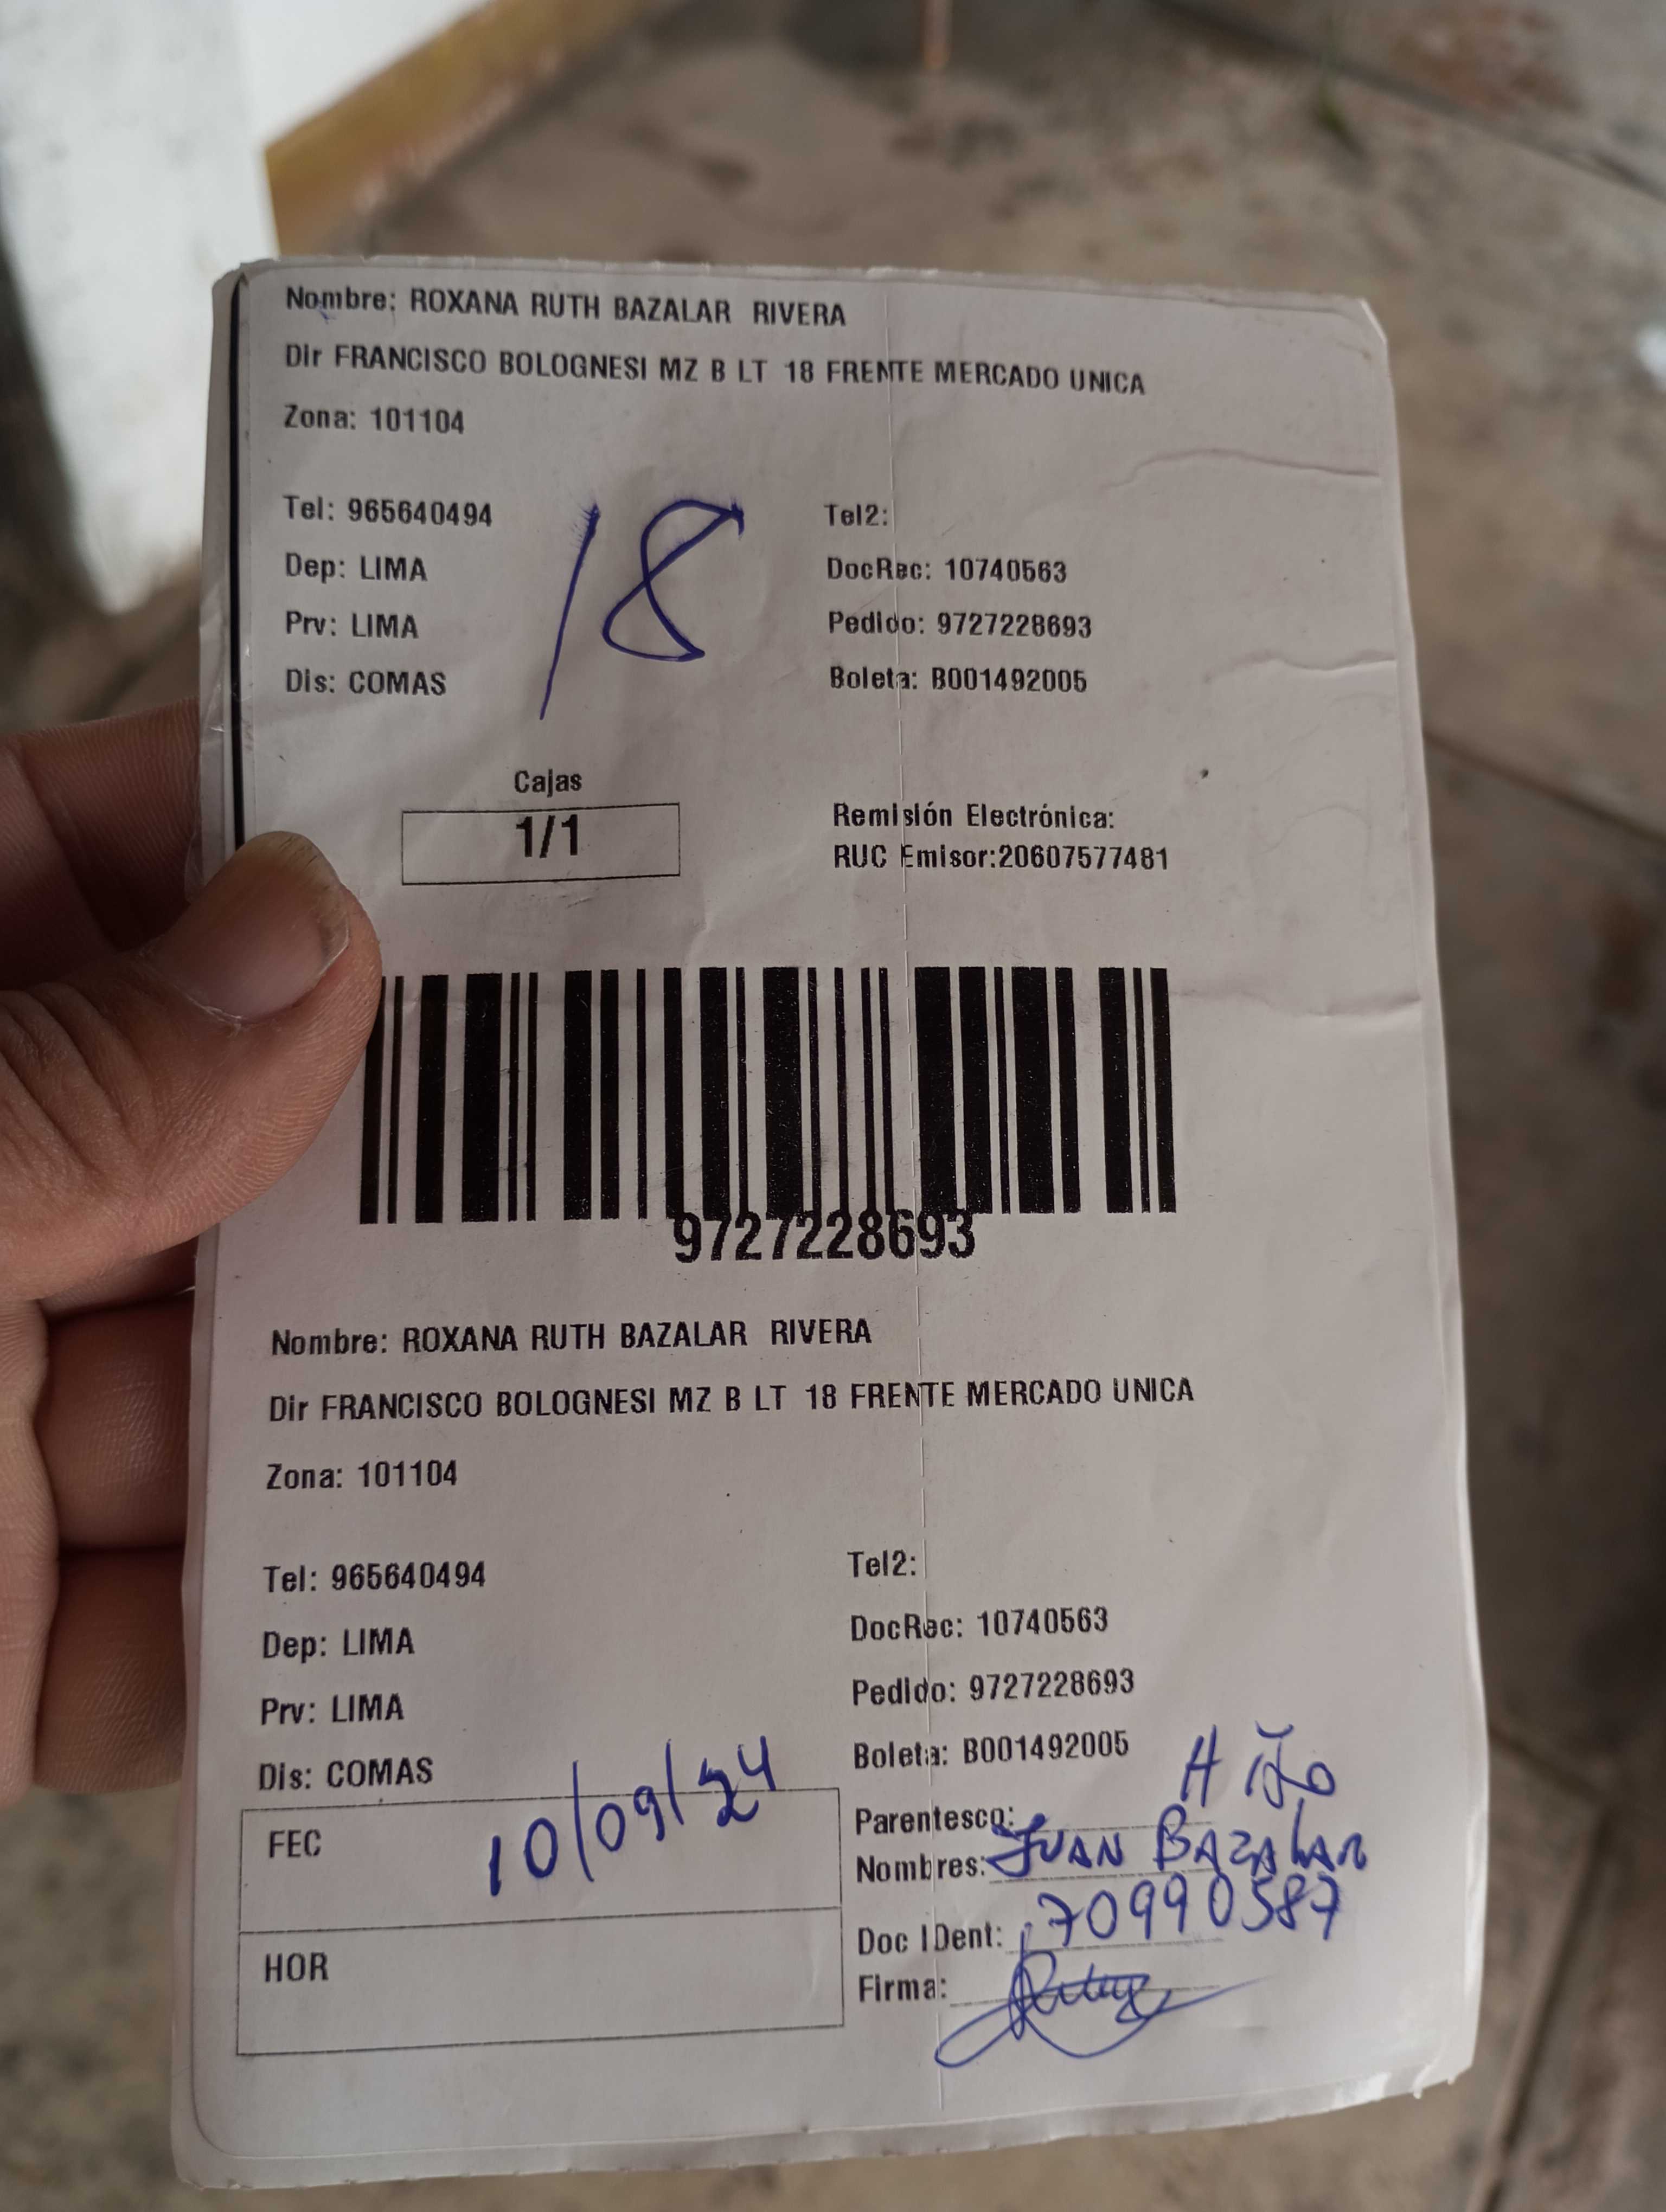 Nombre: ROXANA RUTH BAZALAR RIVERA
Dir FRANCISCO BOLOGNESI MZ B LT 18 FRENTE MERCADO UNICA
Zona: 101104
Tel: 965640494
Tel2:
Dep: LIMA
DocRec: 10740563
Prv: LIMA
Pedido: 9727228693
Dis: COMAS
Boleta: B001492005
18
Cajas
1/1
Remisión Electrónica:
RUC Emisor:20607577481
9727228693
Nombre: ROXANA RUTH BAZALAR RIVERA
Dir FRANCISCO BOLOGNESI MZ B LT 18 FRENTE MERCADO UNICA
Zona: 101104
Tel: 965640494
Tel2:
Dep: LIMA
DocRec: 10740563
Prv: LIMA
Pedido: 9727228693
Dis: COMAS
Boleta: B001492005
FEC 10/09/24
HOR
Parentesco: HIJO
Nombres: JUAN BAZALAR
Doc IDent: 70990587
Firma: